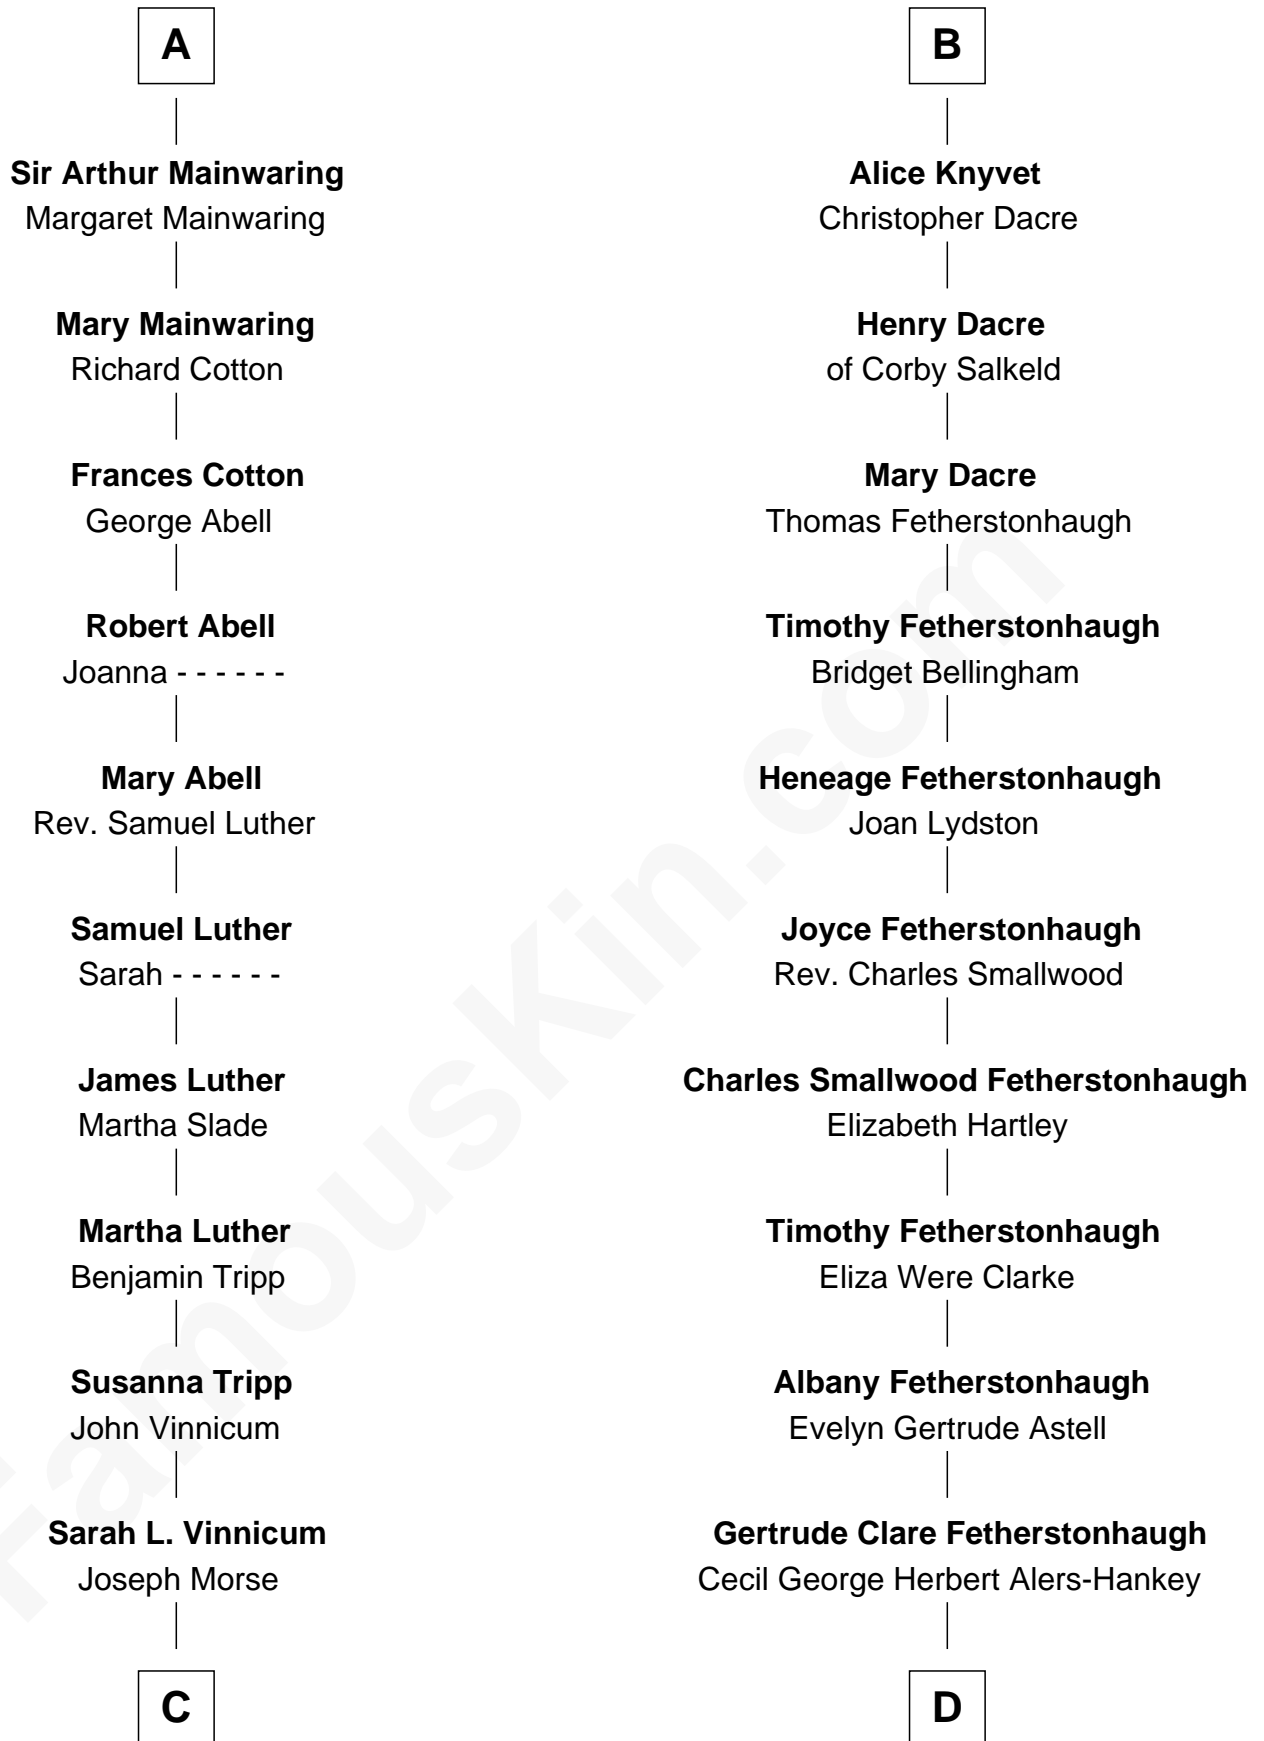 A
Sir Arthur Mainwaring
Margaret Mainwaring
Mary Mainwaring
Richard Cotton
Frances Cotton
George Abell
Robert Abell
Joanna - - - - - -
Mary Abell
Rev. Samuel Luther
Samuel Luther
Sarah - - - - - -
James Luther
Martha Slade
Martha Luther
Benjamin Tripp
Susanna Tripp
John Vinnicum
Sarah L. Vinnicum
Joseph Morse
C
B
Alice Knyvet
Christopher Dacre
Henry Dacre
of Corby Salkeld
Mary Dacre
Thomas Fetherstonhaugh
Timothy Fetherstonhaugh
Bridget Bellingham
Heneage Fetherstonhaugh
Joan Lydston
Joyce Fetherstonhaugh
Rev. Charles Smallwood
Charles Smallwood Fetherstonhaugh
Elizabeth Hartley
Timothy Fetherstonhaugh
Eliza Were Clarke
Albany Fetherstonhaugh
Evelyn Gertrude Astell
Gertrude Clare Fetherstonhaugh
Cecil George Herbert Alers-Hankey
D
FamousKin.com